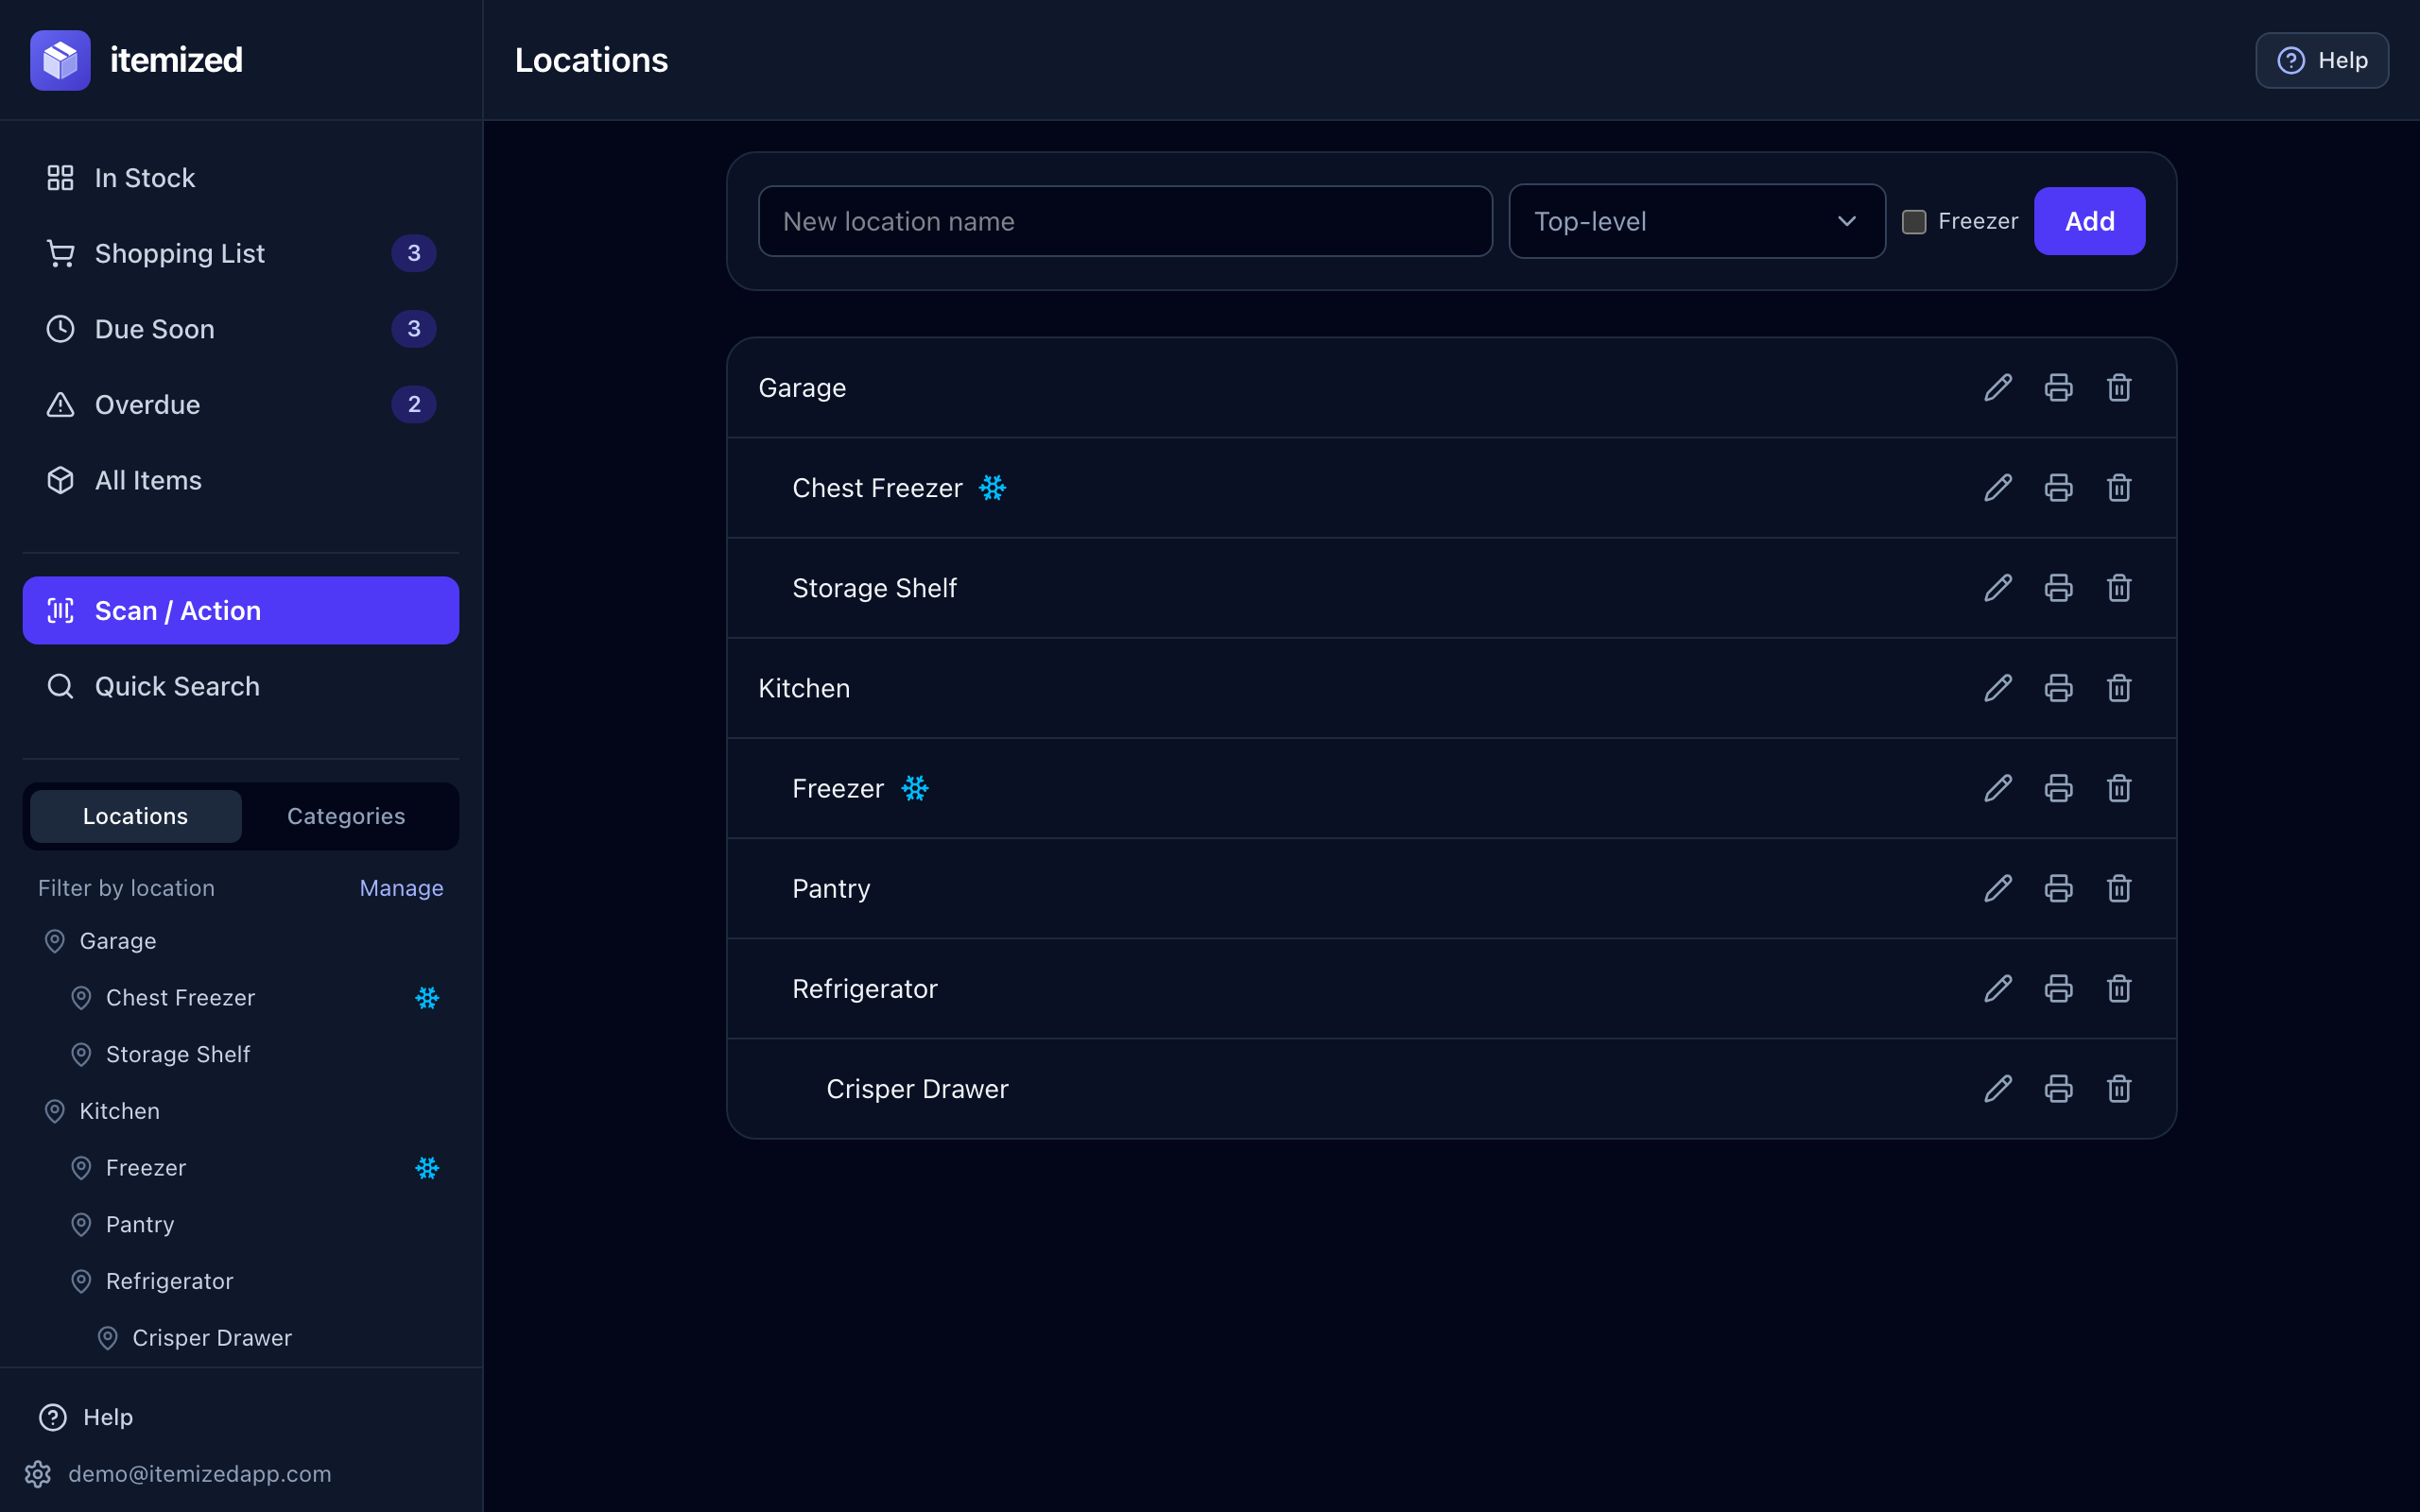 itemized
In Stock
Shopping List 3
Due Soon 3
Overdue 2
All Items
Scan / Action
Quick Search
Locations Categories
Filter by location Manage
Garage
Chest Freezer
Storage Shelf
Kitchen
Freezer
Pantry
Refrigerator
Crisper Drawer
Help
demo@itemizedapp.com
Locations Help
New location name Top-level Freezer Add
Garage
Chest Freezer
Storage Shelf
Kitchen
Freezer
Pantry
Refrigerator
Crisper Drawer